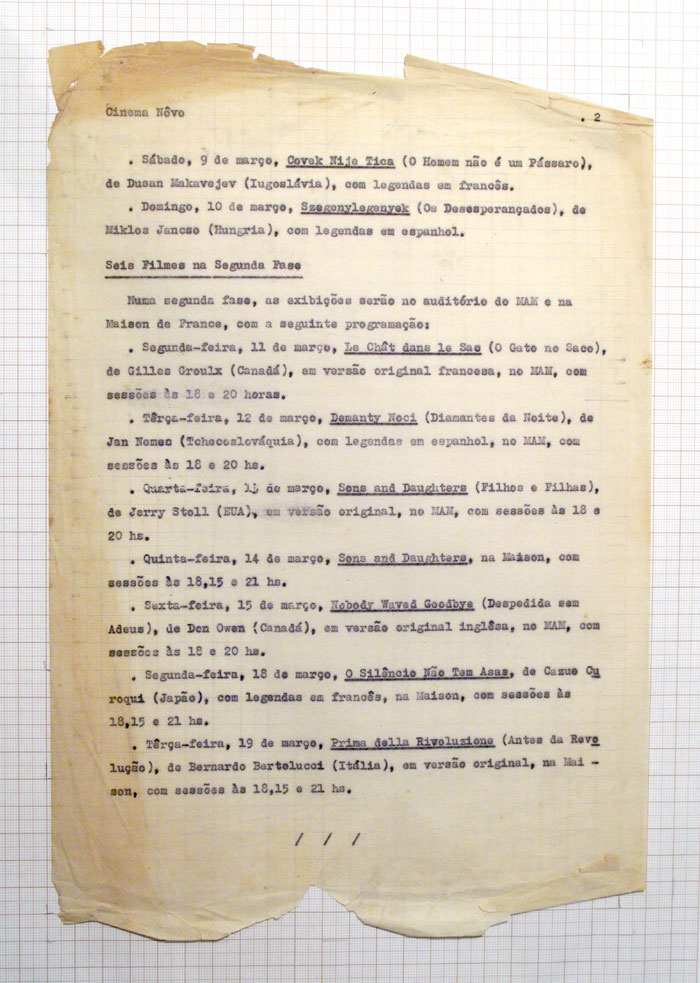 Cinema Nôvo . 2
. Sábado, 9 de março, Covek Nije Tica (O Homem não é um Pássaro),
de Dusan Makavejev (Iugoslávia), com legendas em francês.
. Domingo, 10 de março, Szegenylegenyek (Os Desesperançados), de
Miklos Jancso (Hungria), com legendas em espanhol.
Seis Filmes na Segunda Fase
Numa segunda fase, as exibições serão no auditório do MAM e na
Maison de France, com a seguinte programação:
. Segunda-feira, 11 de março, Le Chât dans le Sac (O Gato no Saco),
de Gilles Groulx (Canadá), em versão original francesa, no MAM, com
sessões às 18 e 20 horas.
. Têrça-feira, 12 de março, Demanty Noci (Diamantes da Noite), de
Jan Nemec (Tchecoslováquia), com legendas em espanhol, no MAM, com
sessões às 18 e 20 hs.
. Quarta-feira, 13 de março, Sons and Daughters (Filhos e Filhas),
de Jerry Stoll (EUA), em versão original, no MAM, com sessões às 18 e
20 hs.
. Quinta-feira, 14 de março, Sons and Daughters, na Maison, com
sessões às 18,15 e 21 hs.
. Sexta-feira, 15 de março, Nobody Waved Goodbye (Despedida sem
Adeus), de Don Owen (Canadá), em versão original inglêsa, no MAM, com
sessões às 18 e 20 hs.
. Segunda-feira, 18 de março, O Silêncio Não Tem Asas, de Cazuo Cu
roqui (Japão), com legendas em francês, na Maison, com sessões às
18,15 e 21 hs.
. Têrça-feira, 19 de março, Prima della Rivoluzione (Antes da Revo
lução), de Bernardo Bertolucci (Itália), em versão original, na Mai -
son, com sessões às 18,15 e 21 hs.
/ / /